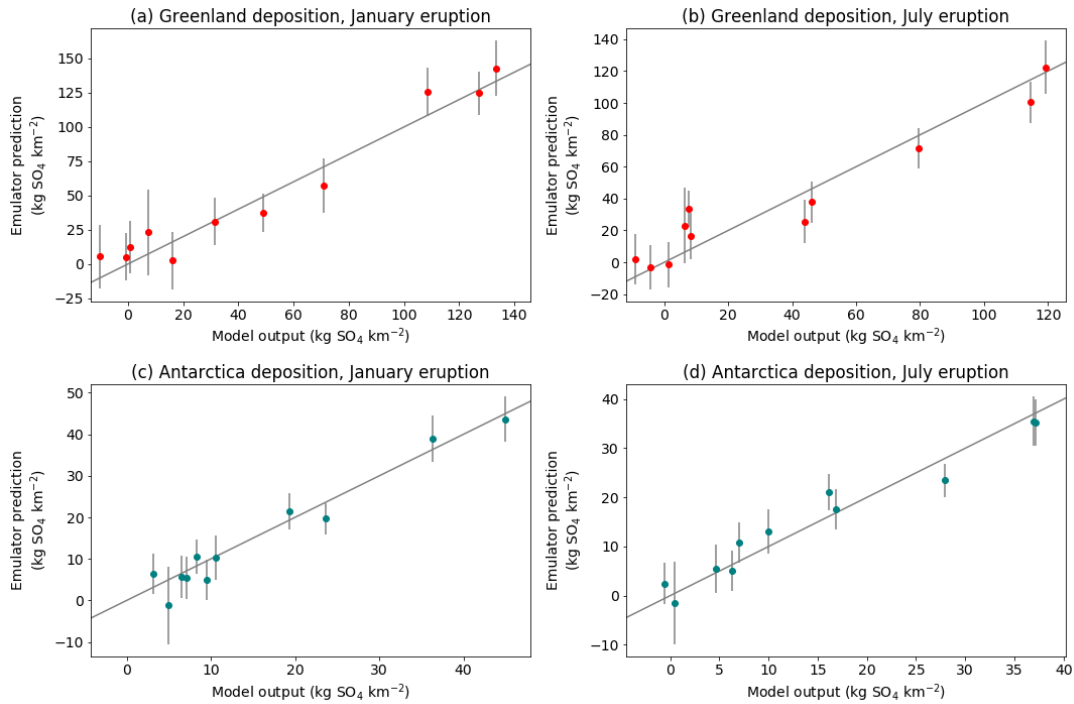 (a) Greenland deposition, January eruption
Emulator prediction
(kg SO₄ km⁻²)
150
125
100
75
50
25
0
−25
0 20 40 60 80 100 120 140
Model output (kg SO₄ km⁻²)
(b) Greenland deposition, July eruption
Emulator prediction
(kg SO₄ km⁻²)
140
120
100
80
60
40
20
0
−20
0 20 40 60 80 100 120
Model output (kg SO₄ km⁻²)
(c) Antarctica deposition, January eruption
Emulator prediction
(kg SO₄ km⁻²)
50
40
30
20
10
0
−10
0 10 20 30 40
Model output (kg SO₄ km⁻²)
(d) Antarctica deposition, July eruption
Emulator prediction
(kg SO₄ km⁻²)
40
30
20
10
0
−10
0 5 10 15 20 25 30 35 40
Model output (kg SO₄ km⁻²)